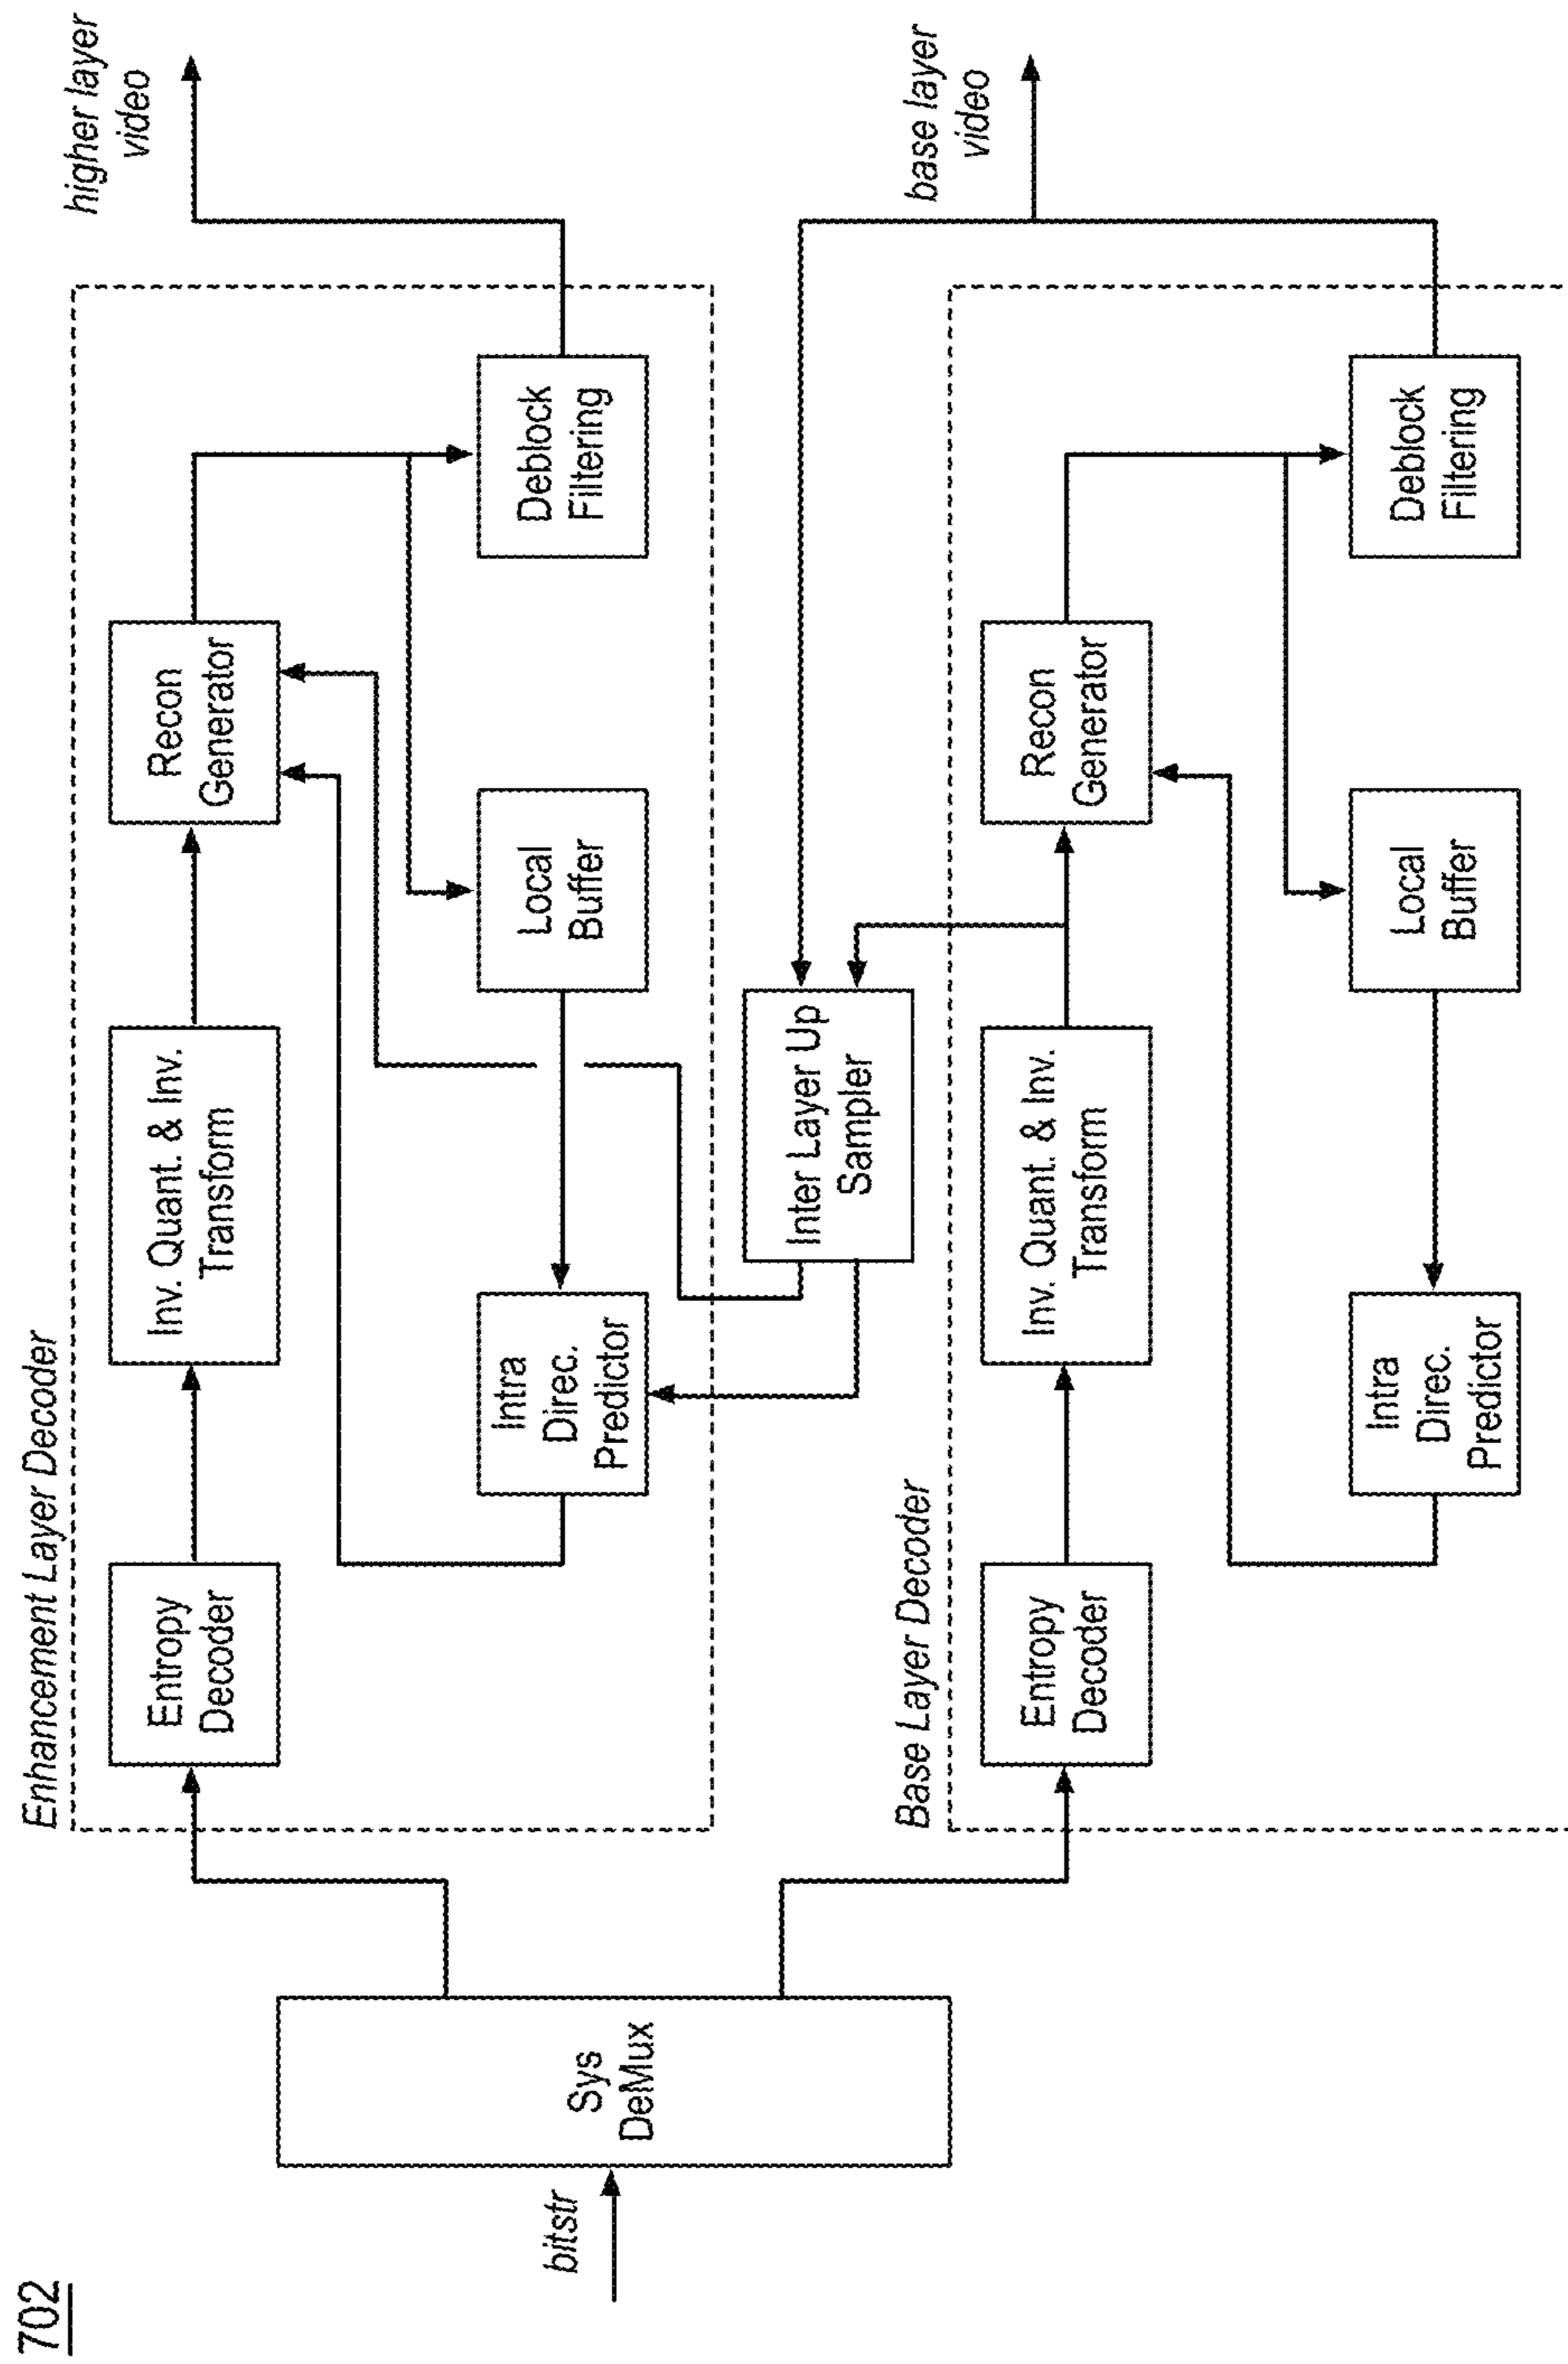 702
bitstr
Sys
DeMux
Enhancement Layer Decoder
Entropy
Decoder
Inv. Quant. & Inv.
Transform
Recon
Generator
higher layer
video
Intra
Direc.
Predictor
Local
Buffer
Deblock
Filtering
Inter Layer Up
Sampler
base layer
video
Base Layer Decoder
Entropy
Decoder
Inv. Quant. & Inv.
Transform
Recon
Generator
Intra
Direc.
Predictor
Local
Buffer
Deblock
Filtering